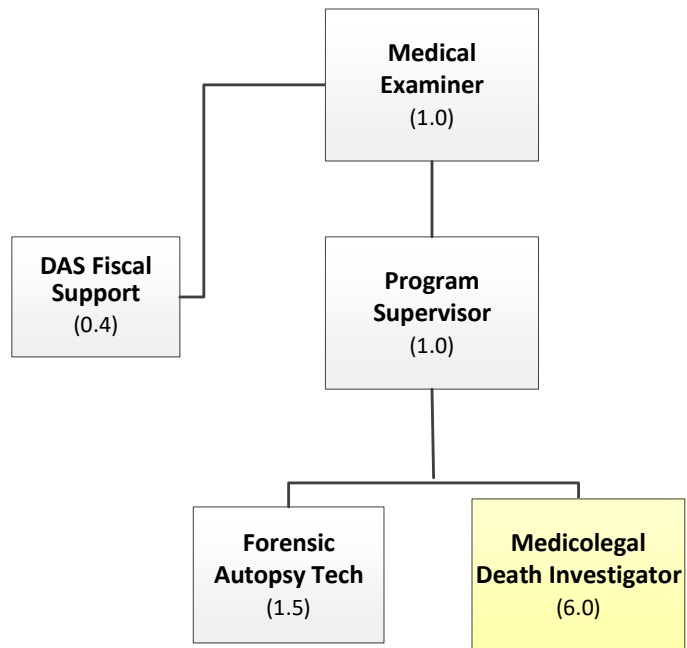 Medical
Examiner
(1.0)
DAS Fiscal
Support
(0.4)
Program
Supervisor
(1.0)
Forensic
Autopsy Tech
(1.5)
Medicolegal
Death Investigator
(6.0)